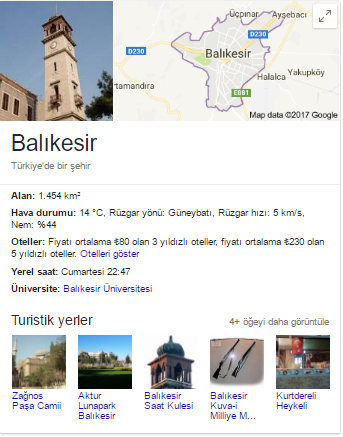 Üçpınar
Ayşebacı
D230
Balıkesir
D230
rtamandıra
Halalca
Yakupköy
E881
Map data ©2017 Google
Balıkesir
Türkiye'de bir şehir
Alan: 1.454 km²
Hava durumu: 14 °C, Rüzgar yönü: Güneybatı, Rüzgar hızı: 5 km/s,
Nem: %44
Oteller: Fiyatı ortalama ₺80 olan 3 yıldızlı oteller, fiyatı ortalama ₺230 olan
5 yıldızlı oteller. Otelleri göster
Yerel saat: Cumartesi 22:47
Üniversite: Balıkesir Üniversitesi
Turistik yerler
4+ öğeyi daha görüntüle
Zağnos
Paşa Camii
Aktur
Lunapark
Balıkesir
Balıkesir
Saat Kulesi
Balıkesir
Kuva-i
Milliye M...
Kurtdereli
Heykeli